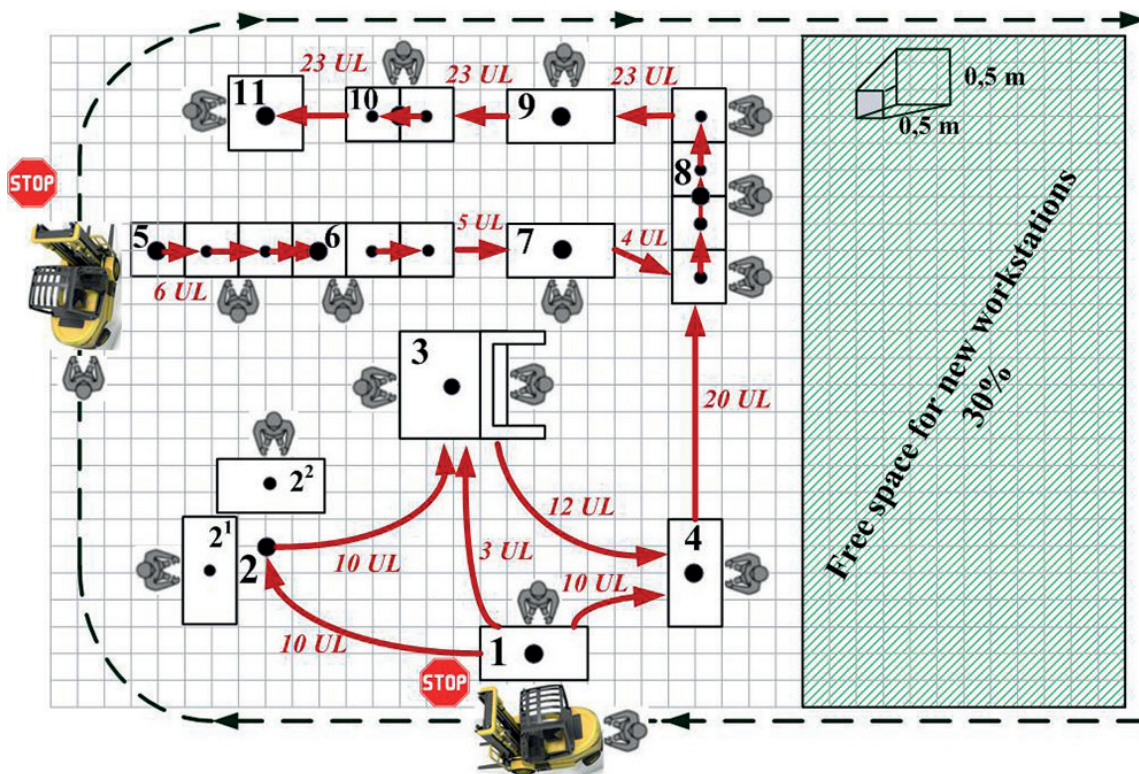 23 UL
23 UL
23 UL
11
10
9
0,5 m
0,5 m
STOP
8
5
6
5 UL
7
4 UL
6 UL
3
20 UL
Free space for new workstations
30%
2²
12 UL
2¹
2
10 UL
3 UL
4
10 UL
10 UL
1
STOP